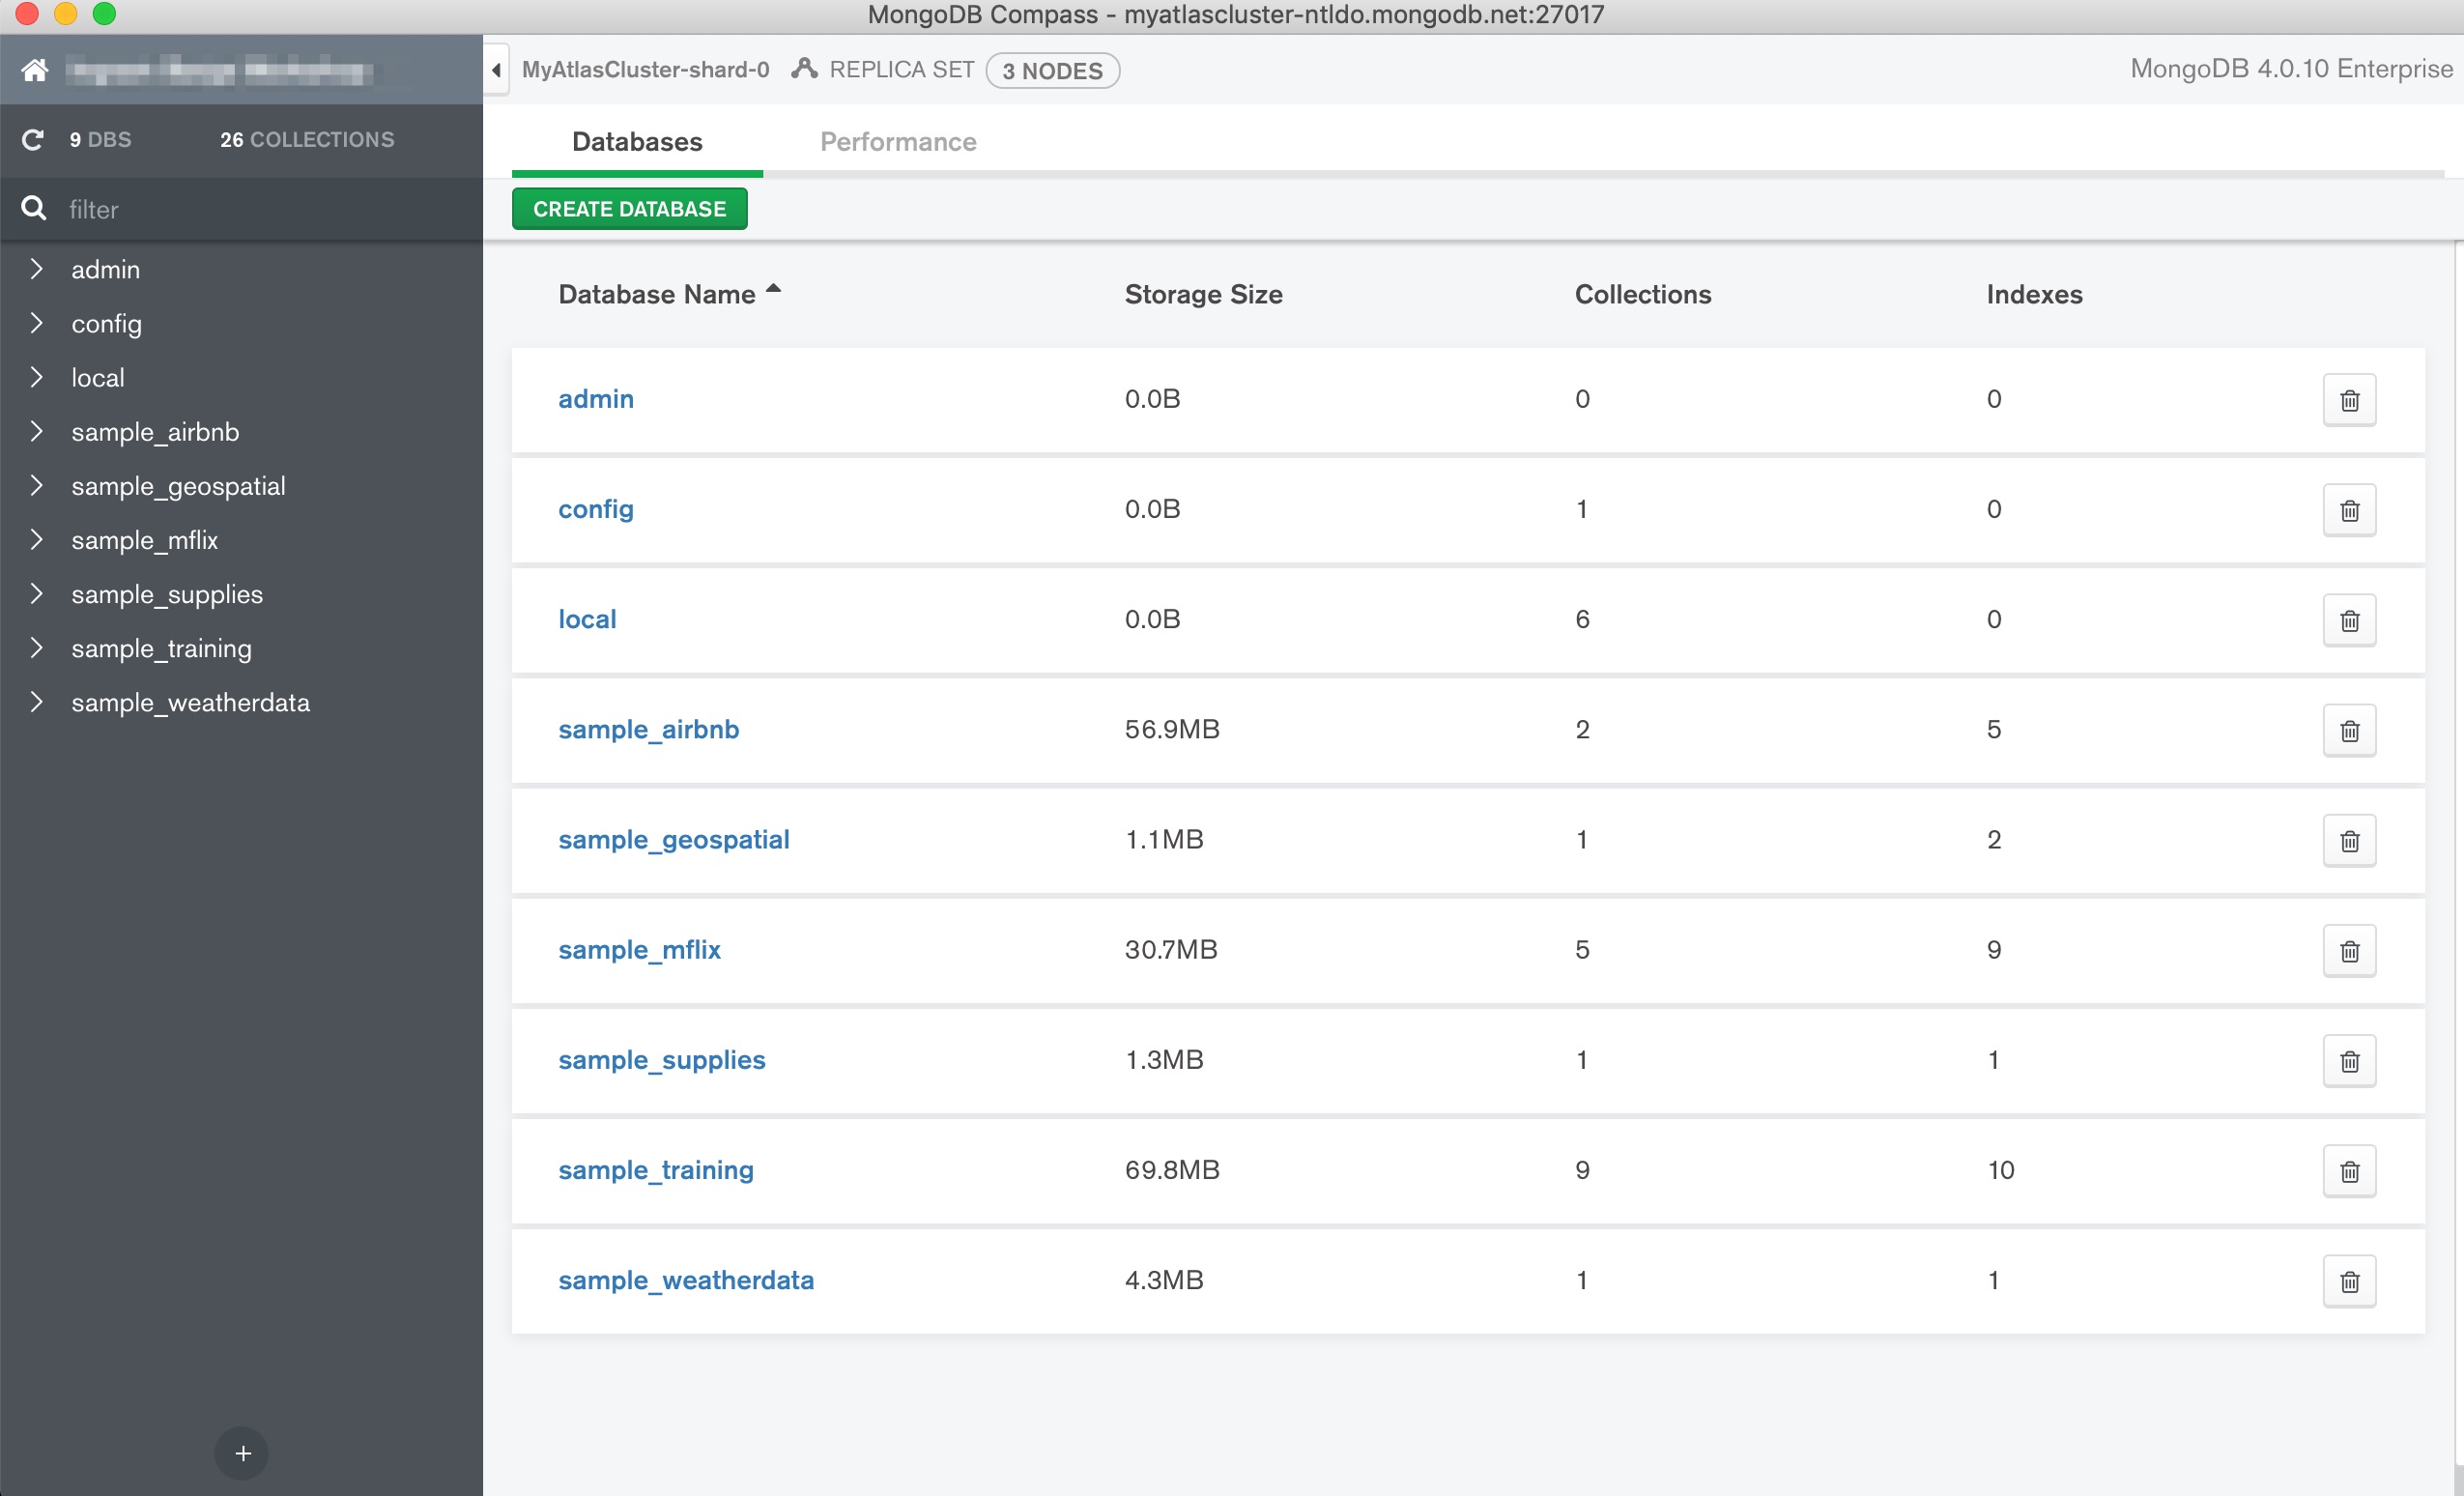 MongoDB Compass - myatlascluster-ntldo.mongodb.net:27017
MyAtlasCluster-shard-0 REPLICA SET 3 NODES MongoDB 4.0.10 Enterprise
9 DBS 26 COLLECTIONS
filter
admin
config
local
sample_airbnb
sample_geospatial
sample_mflix
sample_supplies
sample_training
sample_weatherdata
+
Databases Performance
CREATE DATABASE
Database Name Storage Size Collections Indexes
admin 0.0B 0 0
config 0.0B 1 0
local 0.0B 6 0
sample_airbnb 56.9MB 2 5
sample_geospatial 1.1MB 1 2
sample_mflix 30.7MB 5 9
sample_supplies 1.3MB 1 1
sample_training 69.8MB 9 10
sample_weatherdata 4.3MB 1 1